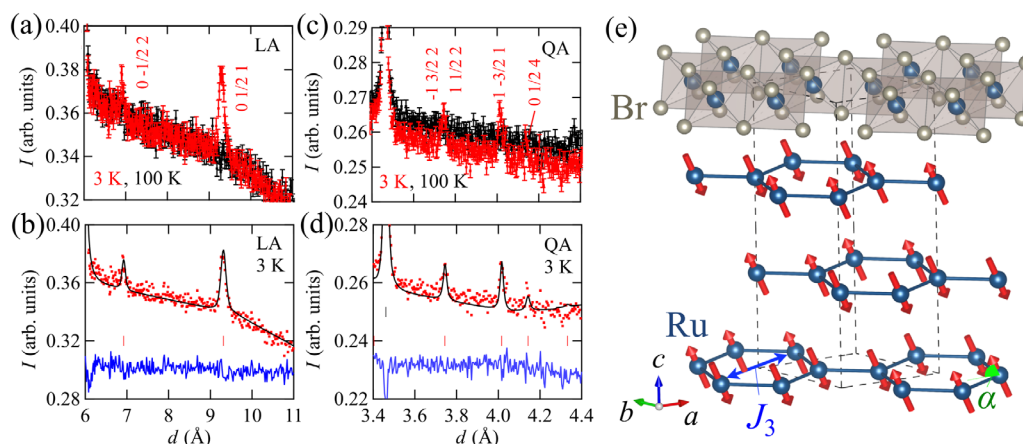 (a)
I (arb. units)
0.40
0.38
0.36
0.34
0.32
LA
0 -1/2 2
0 1/2 1
3 K, 100 K
(b)
I (arb. units)
0.40
0.36
0.32
0.28
LA
3 K
6 7 8 9 10 11
d (Å)
(c)
I (arb. units)
0.29
0.28
0.27
0.26
0.25
0.24
QA
-1 3/2 2
1 1/2 2
1 -3/2 1
0 1/2 4
3 K, 100 K
(d)
I (arb. units)
0.28
0.26
0.24
0.22
QA
3 K
3.4 3.6 3.8 4.0 4.2 4.4
d (Å)
(e)
Br
Ru
c
b
a
J3
α